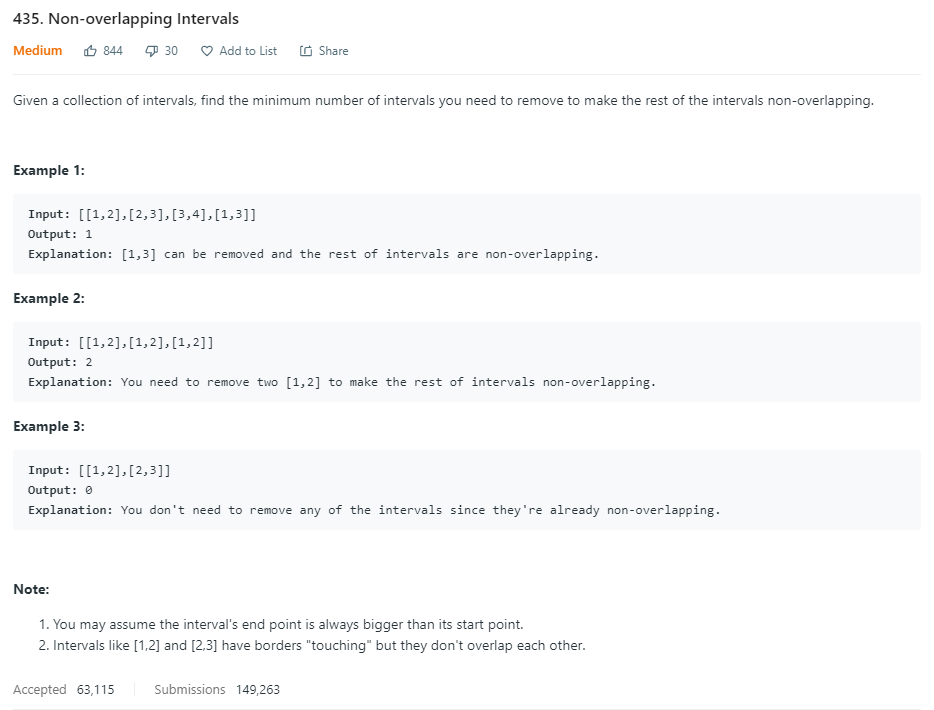 435. Non-overlapping Intervals
Medium 844 30 Add to List Share
Given a collection of intervals, find the minimum number of intervals you need to remove to make the rest of the intervals non-overlapping.
Example 1:
Input: [[1,2],[2,3],[3,4],[1,3]]
Output: 1
Explanation: [1,3] can be removed and the rest of intervals are non-overlapping.
Example 2:
Input: [[1,2],[1,2],[1,2]]
Output: 2
Explanation: You need to remove two [1,2] to make the rest of intervals non-overlapping.
Example 3:
Input: [[1,2],[2,3]]
Output: 0
Explanation: You don't need to remove any of the intervals since they're already non-overlapping.
Note:
1. You may assume the interval's end point is always bigger than its start point.
2. Intervals like [1,2] and [2,3] have borders "touching" but they don't overlap each other.
Accepted 63,115 Submissions 149,263